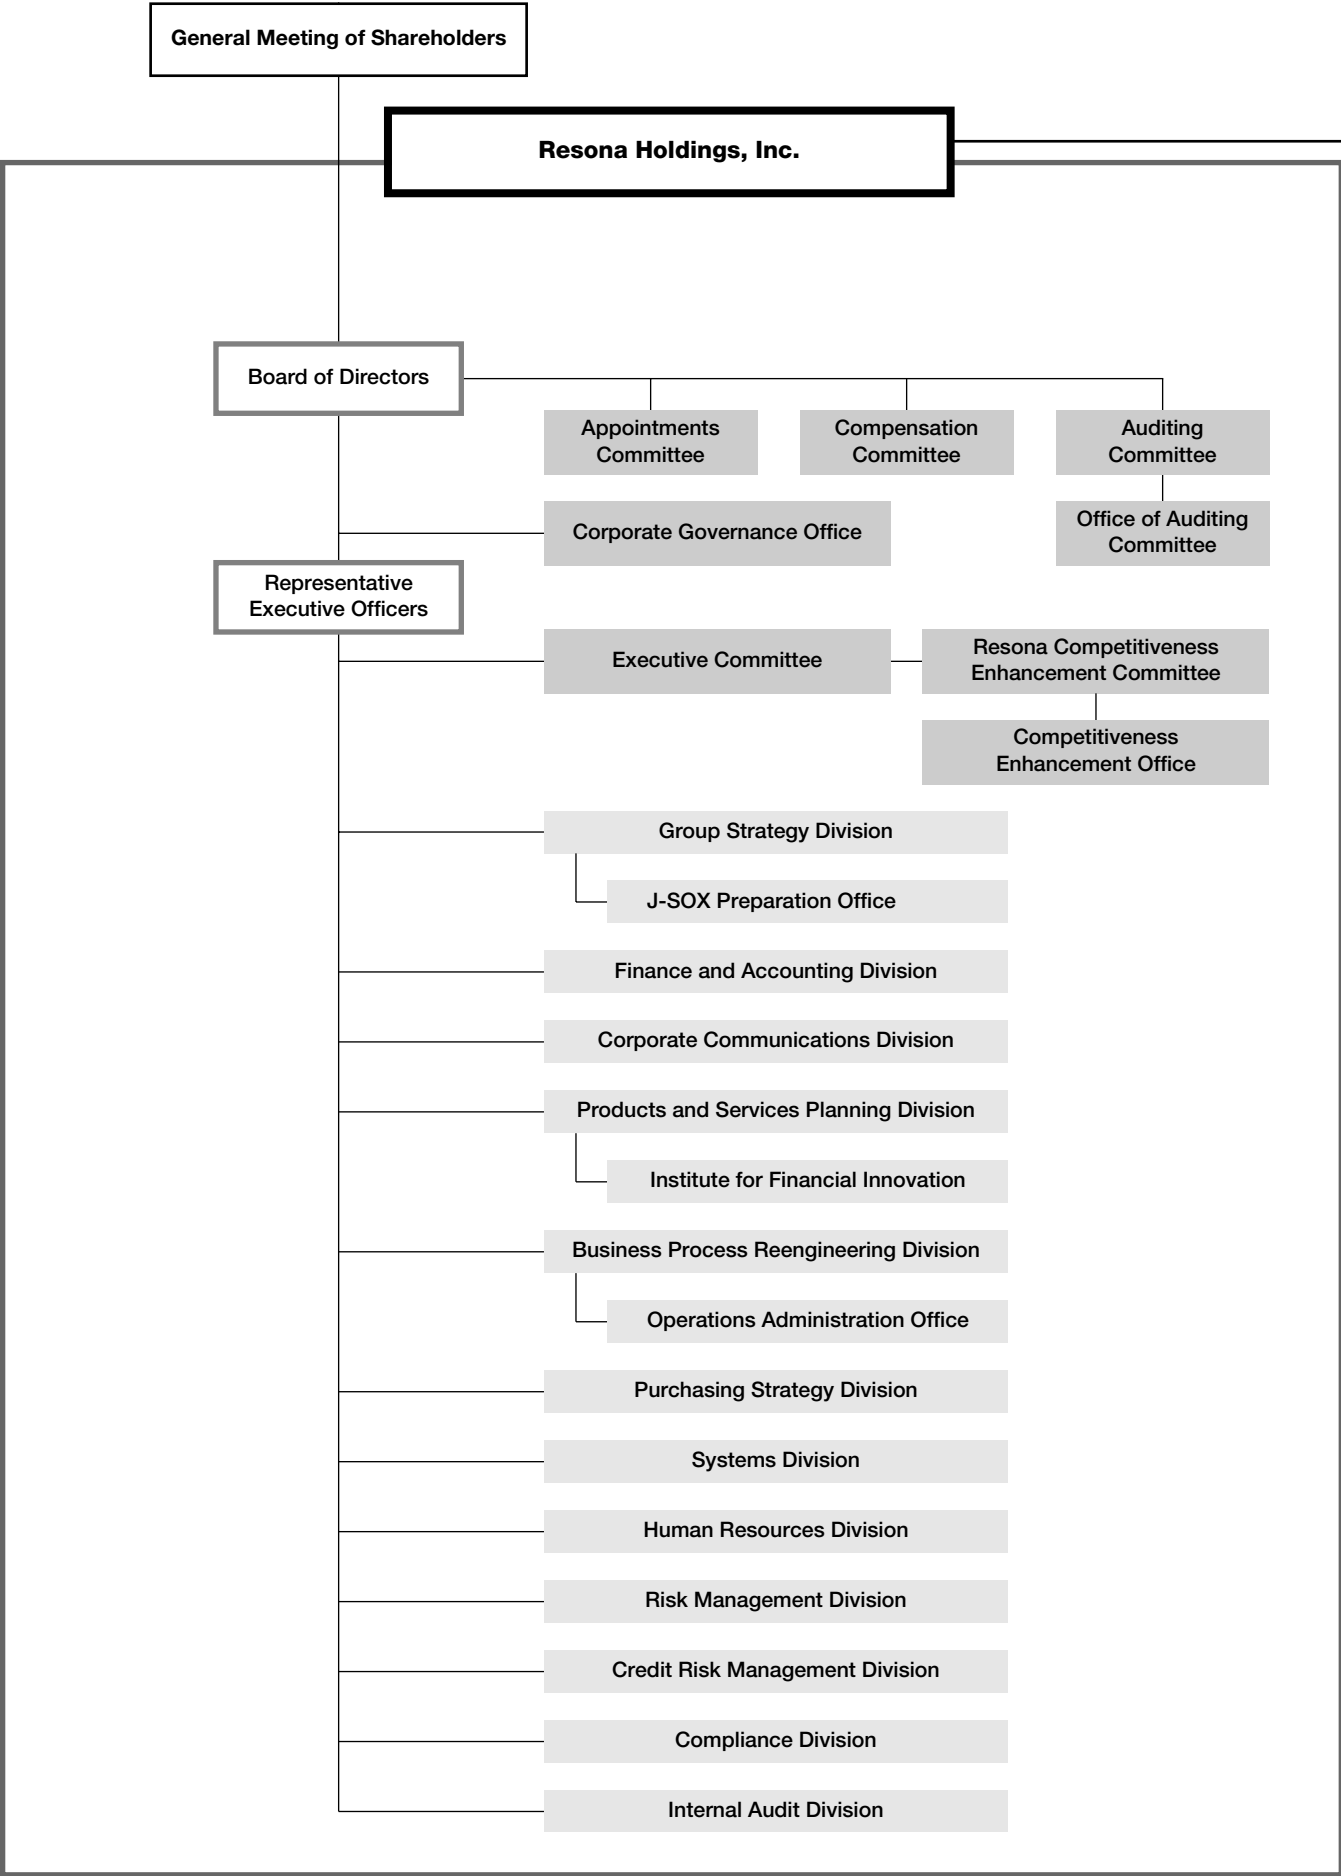 General Meeting of Shareholders
Resona Holdings, Inc.
Board of Directors
Appointments
Committee
Compensation
Committee
Auditing
Committee
Corporate Governance Office
Office of Auditing
Committee
Representative
Executive Officers
Executive Committee
Resona Competitiveness
Enhancement Committee
Competitiveness
Enhancement Office
Group Strategy Division
J-SOX Preparation Office
Finance and Accounting Division
Corporate Communications Division
Products and Services Planning Division
Institute for Financial Innovation
Business Process Reengineering Division
Operations Administration Office
Purchasing Strategy Division
Systems Division
Human Resources Division
Risk Management Division
Credit Risk Management Division
Compliance Division
Internal Audit Division